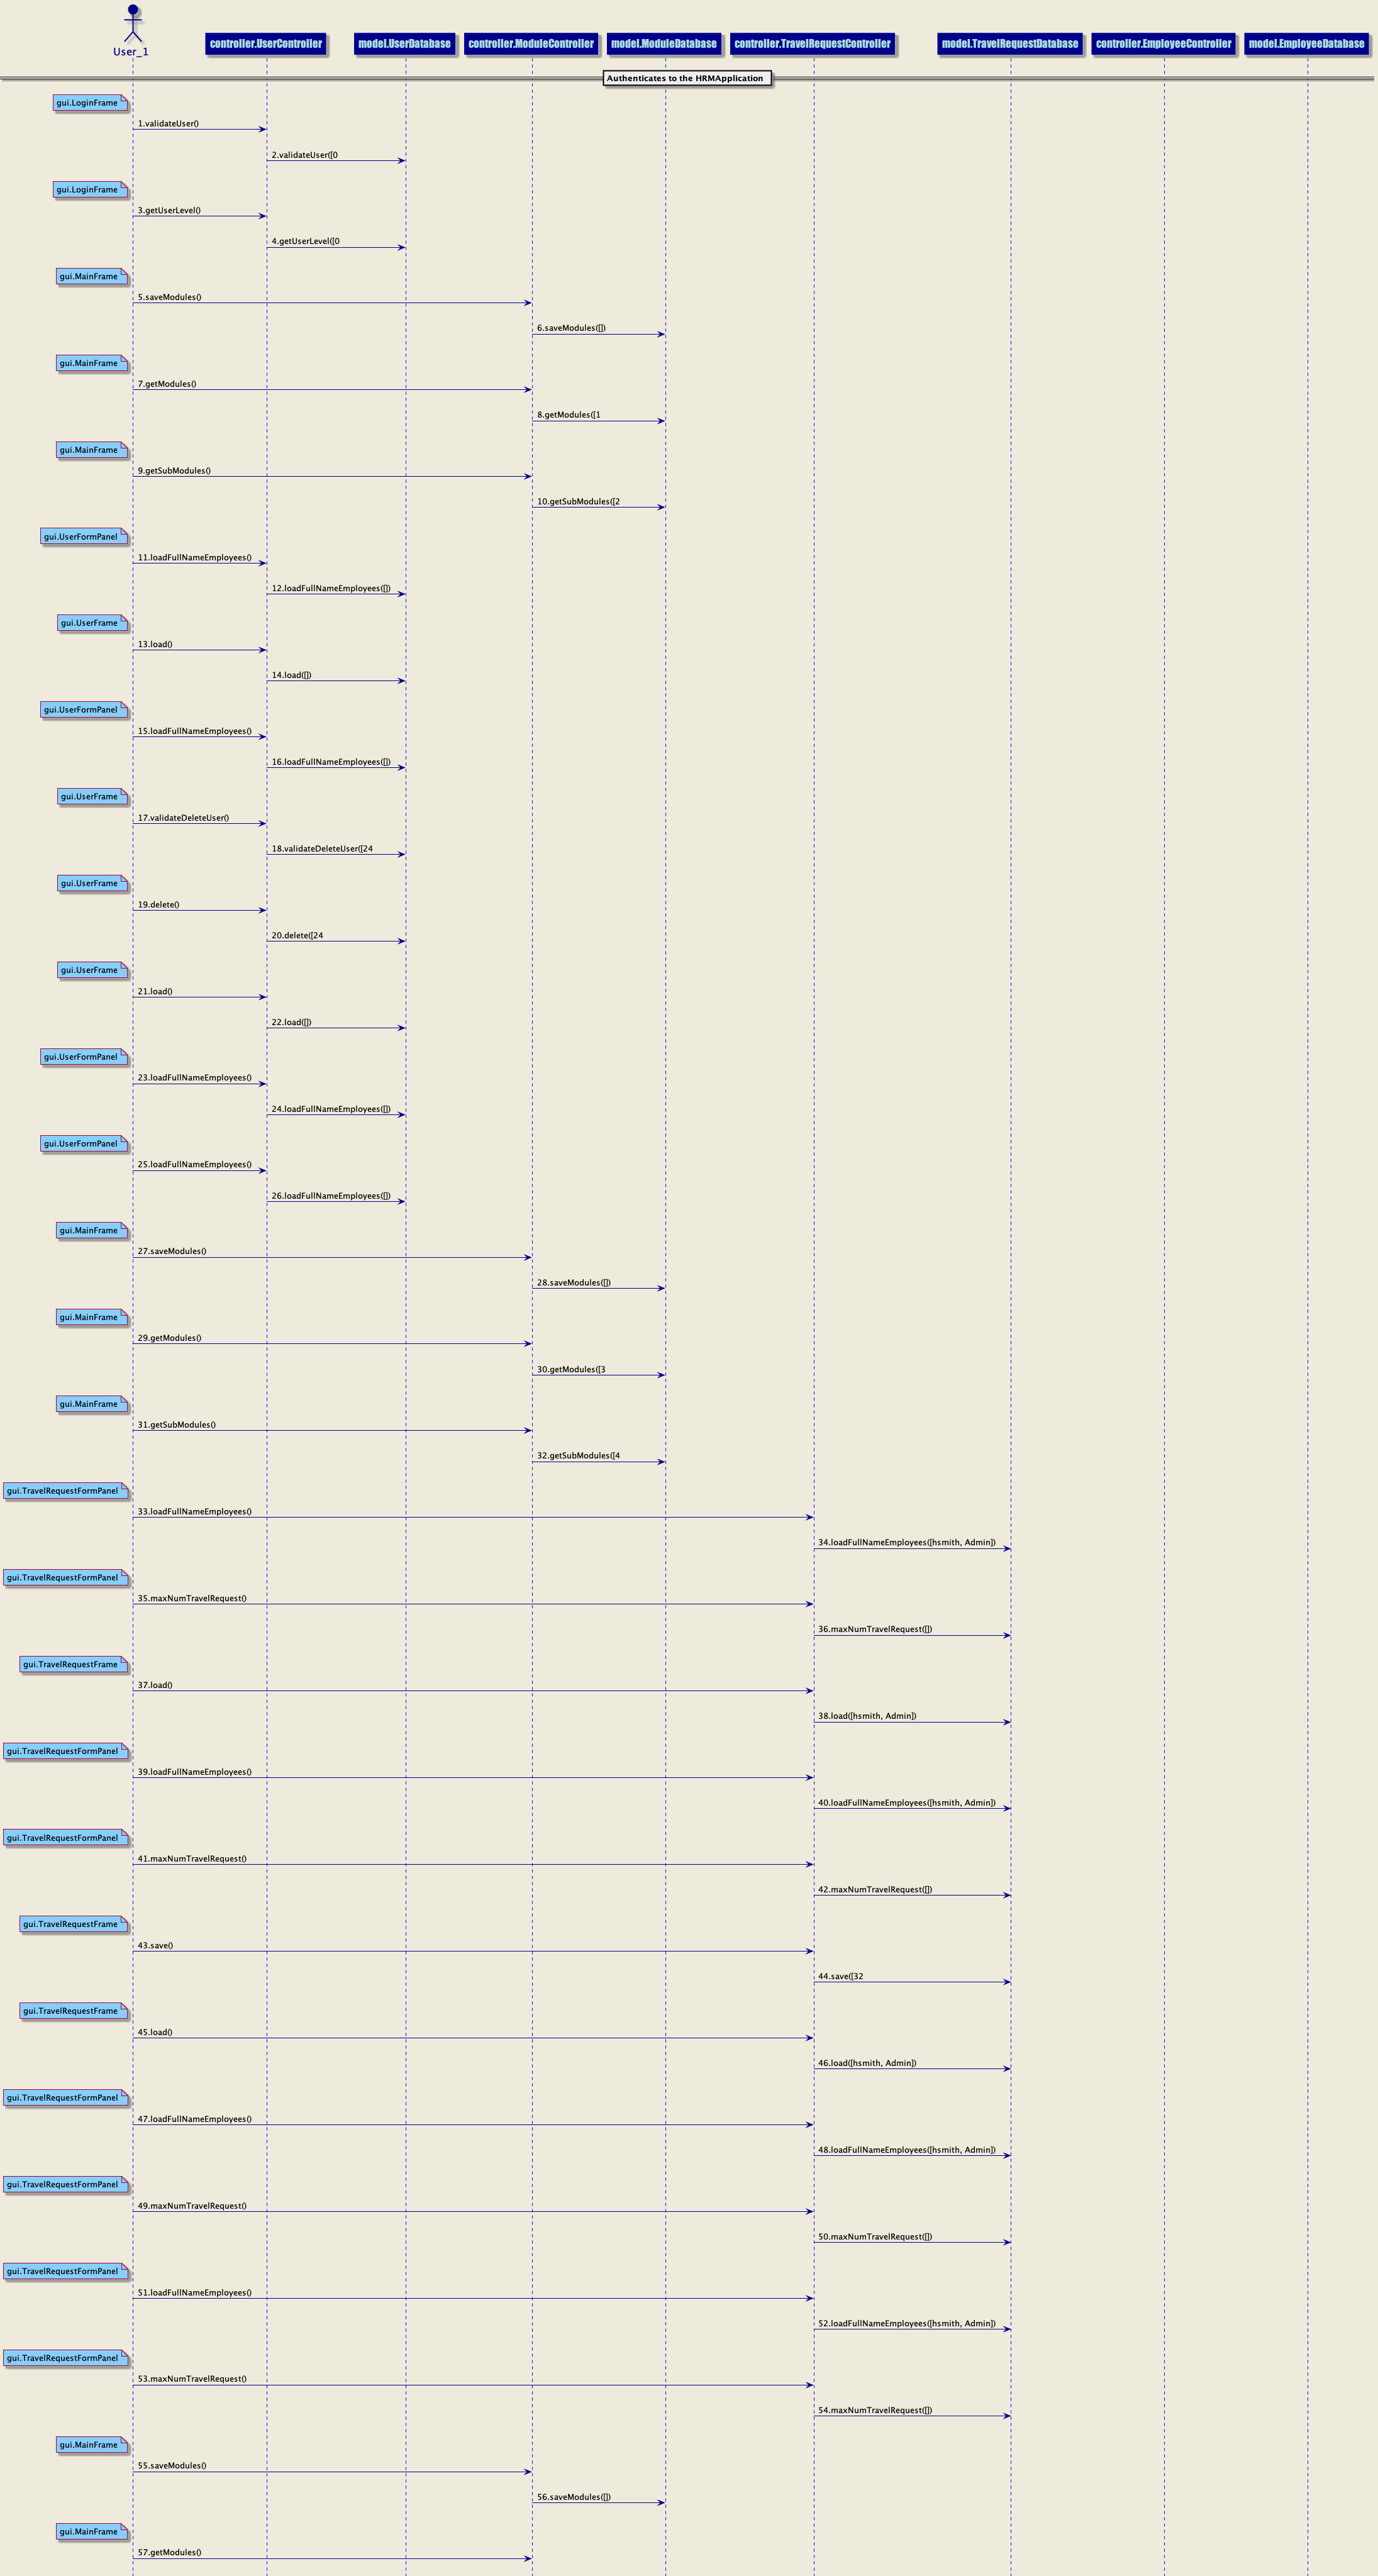 User_1
controller.UserController
model.UserDatabase
controller.ModuleController
model.ModuleDatabase
controller.TravelRequestController
model.TravelRequestDatabase
controller.EmployeeController
model.EmployeeDatabase
Authenticates to the HRMApplication
gui.LoginFrame
1.validateUser()
2.validateUser([0
gui.LoginFrame
3.getUserLevel()
4.getUserLevel([0
gui.MainFrame
5.saveModules()
6.saveModules([])
gui.MainFrame
7.getModules()
8.getModules([1
gui.MainFrame
9.getSubModules()
10.getSubModules([2
gui.UserFormPanel
11.loadFullNameEmployees()
12.loadFullNameEmployees([])
gui.UserFrame
13.load()
14.load([])
gui.UserFormPanel
15.loadFullNameEmployees()
16.loadFullNameEmployees([])
gui.UserFrame
17.validateDeleteUser()
18.validateDeleteUser([24
gui.UserFrame
19.delete()
20.delete([24
gui.UserFrame
21.load()
22.load([])
gui.UserFormPanel
23.loadFullNameEmployees()
24.loadFullNameEmployees([])
gui.UserFormPanel
25.loadFullNameEmployees()
26.loadFullNameEmployees([])
gui.MainFrame
27.saveModules()
28.saveModules([])
gui.MainFrame
29.getModules()
30.getModules([3
gui.MainFrame
31.getSubModules()
32.getSubModules([4
gui.TravelRequestFormPanel
33.loadFullNameEmployees()
34.loadFullNameEmployees([hsmith, Admin])
gui.TravelRequestFormPanel
35.maxNumTravelRequest()
36.maxNumTravelRequest([])
gui.TravelRequestFrame
37.load()
38.load([hsmith, Admin])
gui.TravelRequestFormPanel
39.loadFullNameEmployees()
40.loadFullNameEmployees([hsmith, Admin])
gui.TravelRequestFormPanel
41.maxNumTravelRequest()
42.maxNumTravelRequest([])
gui.TravelRequestFrame
43.save()
44.save([32
gui.TravelRequestFrame
45.load()
46.load([hsmith, Admin])
gui.TravelRequestFormPanel
47.loadFullNameEmployees()
48.loadFullNameEmployees([hsmith, Admin])
gui.TravelRequestFormPanel
49.maxNumTravelRequest()
50.maxNumTravelRequest([])
gui.TravelRequestFormPanel
51.loadFullNameEmployees()
52.loadFullNameEmployees([hsmith, Admin])
gui.TravelRequestFormPanel
53.maxNumTravelRequest()
54.maxNumTravelRequest([])
gui.MainFrame
55.saveModules()
56.saveModules([])
gui.MainFrame
57.getModules()